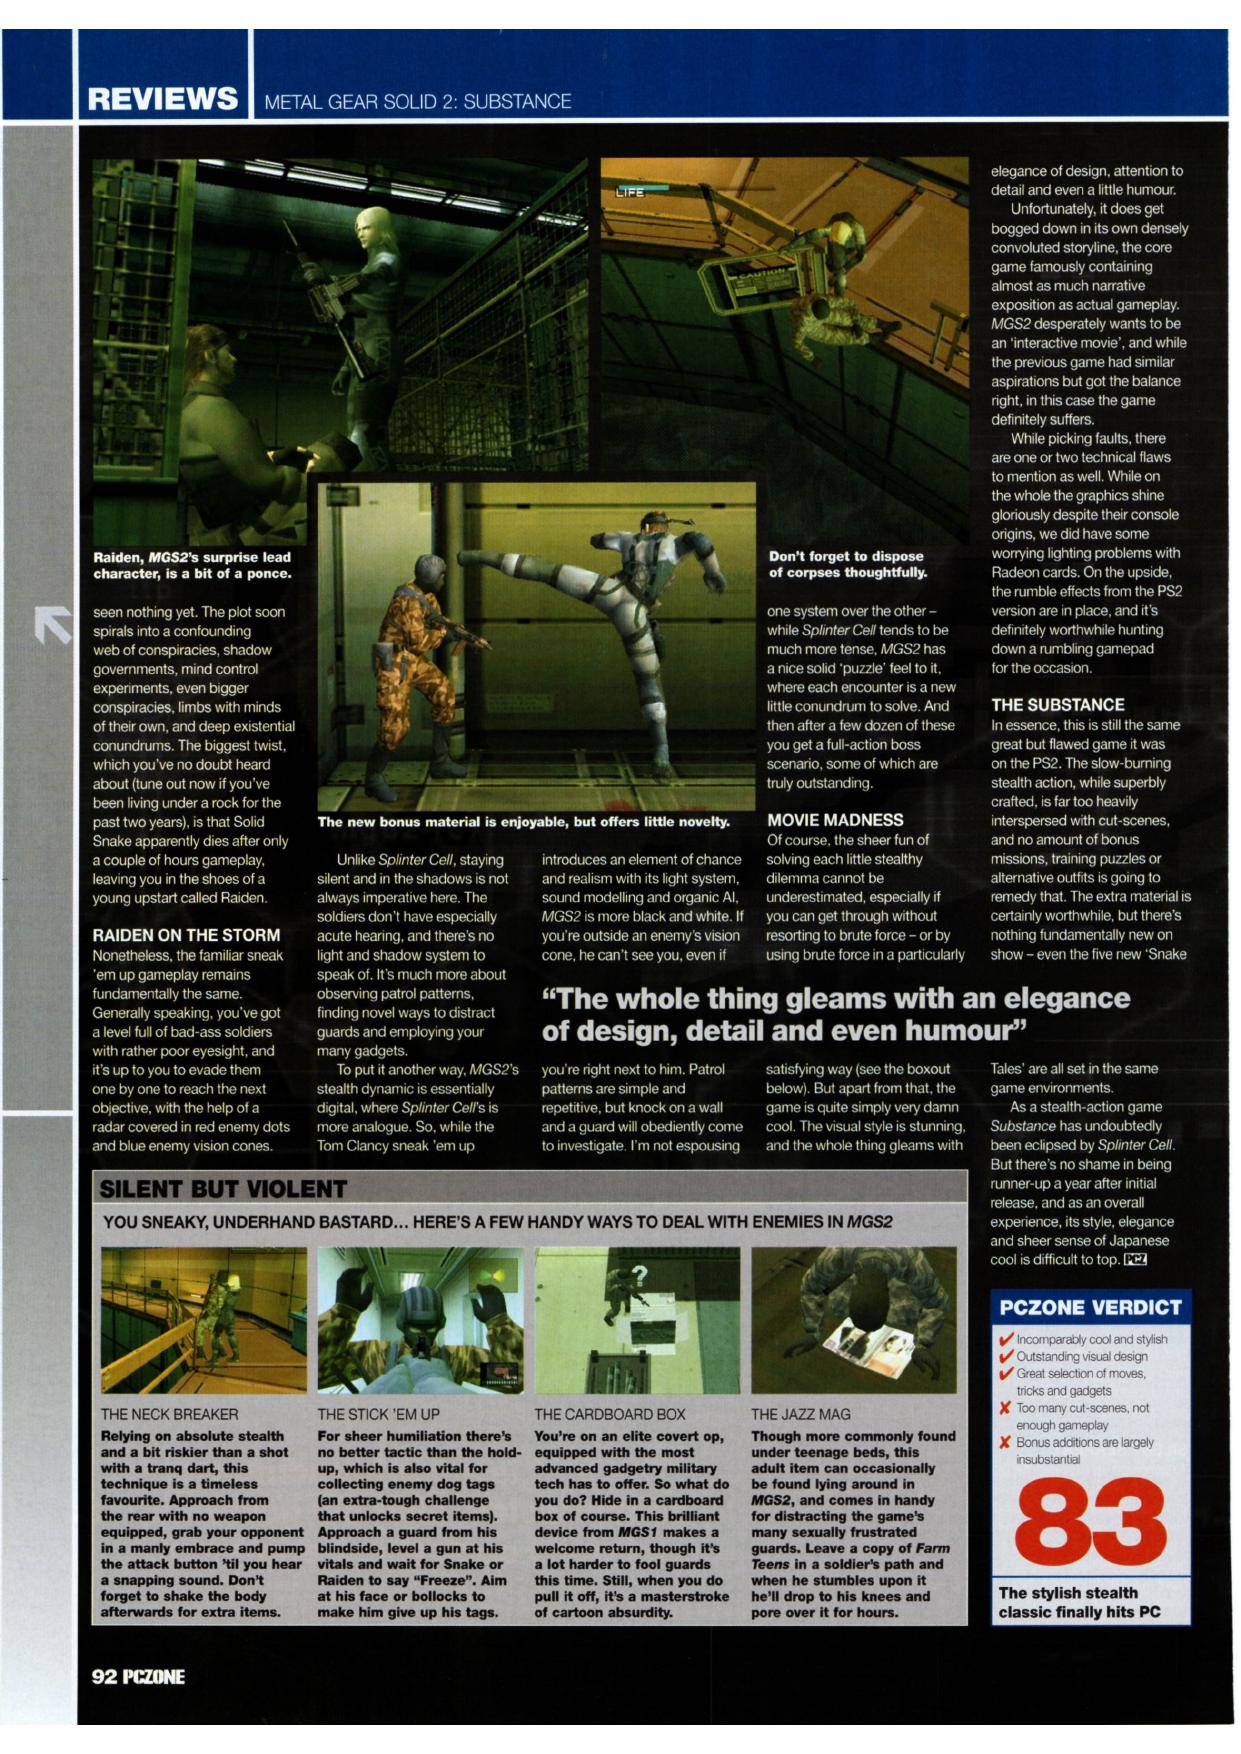 REVIEWS
METAL GEAR SOLID 2: SUBSTANCE
LIFE
CAUTION
Raiden, MGS2's surprise lead
character, is a bit of a ponce.
seen nothing yet. The plot soon
spirals into a confounding
web of conspiracies, shadow
governments, mind control
experiments, even bigger
conspiracies, limbs with minds
of their own, and deep existential
conundrums. The biggest twist,
which you've no doubt heard
about (tune out now if you've
been living under a rock for the
past two years), is that Solid
Snake apparently dies after only
a couple of hours gameplay,
leaving you in the shoes of a
young upstart called Raiden.
RAIDEN ON THE STORM
Nonetheless, the familiar sneak
'em up gameplay remains
fundamentally the same.
Generally speaking, you've got
a level full of bad-ass soldiers
with rather poor eyesight, and
it's up to you to evade them
one by one to reach the next
objective, with the help of a
radar covered in red enemy dots
and blue enemy vision cones.
The new bonus material is enjoyable, but offers little novelty.
Unlike Splinter Cell, staying
silent and in the shadows is not
always imperative here. The
soldiers don't have especially
acute hearing, and there's no
light and shadow system to
speak of. It's much more about
observing patrol patterns,
finding novel ways to distract
guards and employing your
many gadgets.
To put it another way, MGS2's
stealth dynamic is essentially
digital, where Splinter Cell's is
more analogue. So, while the
Tom Clancy sneak 'em up
introduces an element of chance
and realism with its light system,
sound modelling and organic AI,
MGS2 is more black and white. If
you're outside an enemy's vision
cone, he can't see you, even if
"The whole thing gleams with an elegance
of design, detail and even humour"
you're right next to him. Patrol
patterns are simple and
repetitive, but knock on a wall
and a guard will obediently come
to investigate. I'm not espousing
Don't forget to dispose
of corpses thoughtfully.
one system over the other –
while Splinter Cell tends to be
much more tense, MGS2 has
a nice solid 'puzzle' feel to it,
where each encounter is a new
little conundrum to solve. And
then after a few dozen of these
you get a full-action boss
scenario, some of which are
truly outstanding.
MOVIE MADNESS
Of course, the sheer fun of
solving each little stealthy
dilemma cannot be
underestimated, especially if
you can get through without
resorting to brute force – or by
using brute force in a particularly
satisfying way (see the boxout
below). But apart from that, the
game is quite simply very damn
cool. The visual style is stunning,
and the whole thing gleams with
elegance of design, attention to
detail and even a little humour.
Unfortunately, it does get
bogged down in its own densely
convoluted storyline, the core
game famously containing
almost as much narrative
exposition as actual gameplay.
MGS2 desperately wants to be
an 'interactive movie', and while
the previous game had similar
aspirations but got the balance
right, in this case the game
definitely suffers.
While picking faults, there
are one or two technical flaws
to mention as well. While on
the whole the graphics shine
gloriously despite their console
origins, we did have some
worrying lighting problems with
Radeon cards. On the upside,
the rumble effects from the PS2
version are in place, and it's
definitely worthwhile hunting
down a rumbling gamepad
for the occasion.
THE SUBSTANCE
In essence, this is still the same
great but flawed game it was
on the PS2. The slow-burning
stealth action, while superbly
crafted, is far too heavily
interspersed with cut-scenes,
and no amount of bonus
missions, training puzzles or
alternative outfits is going to
remedy that. The extra material is
certainly worthwhile, but there's
nothing fundamentally new on
show – even the five new 'Snake
Tales' are all set in the same
game environments.
As a stealth-action game
Substance has undoubtedly
been eclipsed by Splinter Cell.
But there's no shame in being
runner-up a year after initial
release, and as an overall
experience, its style, elegance
and sheer sense of Japanese
cool is difficult to top. PCZ
SILENT BUT VIOLENT
YOU SNEAKY, UNDERHAND BASTARD... HERE'S A FEW HANDY WAYS TO DEAL WITH ENEMIES IN MGS2
THE NECK BREAKER
Relying on absolute stealth
and a bit riskier than a shot
with a tranq dart, this
technique is a timeless
favourite. Approach from
the rear with no weapon
equipped, grab your opponent
in a manly embrace and pump
the attack button 'til you hear
a snapping sound. Don't
forget to shake the body
afterwards for extra items.
THE STICK 'EM UP
For sheer humiliation there's
no better tactic than the hold-
up, which is also vital for
collecting enemy dog tags
(an extra-tough challenge
that unlocks secret items).
Approach a guard from his
blindside, level a gun at his
vitals and wait for Snake or
Raiden to say "Freeze". Aim
at his face or bollocks to
make him give up his tags.
?
THE CARDBOARD BOX
You're on an elite covert op,
equipped with the most
advanced gadgetry military
tech has to offer. So what do
you do? Hide in a cardboard
box of course. This brilliant
device from MGS1 makes a
welcome return, though it's
a lot harder to fool guards
this time. Still, when you do
pull it off, it's a masterstroke
of cartoon absurdity.
THE JAZZ MAG
Though more commonly found
under teenage beds, this
adult item can occasionally
be found lying around in
MGS2, and comes in handy
for distracting the game's
many sexually frustrated
guards. Leave a copy of Farm
Teens in a soldier's path and
when he stumbles upon it
he'll drop to his knees and
pore over it for hours.
PCZONE VERDICT
✔ Incomparably cool and stylish
✔ Outstanding visual design
✔ Great selection of moves,
tricks and gadgets
✘ Too many cut-scenes, not
enough gameplay
✘ Bonus additions are largely
insubstantial
83
The stylish stealth
classic finally hits PC
92 PCZONE